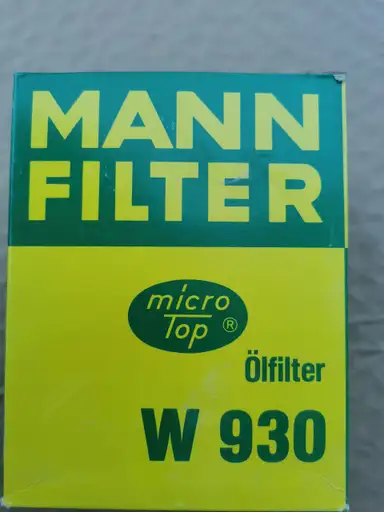 MANN
FILTER
micro
Top ®
Ölfilter
W 930